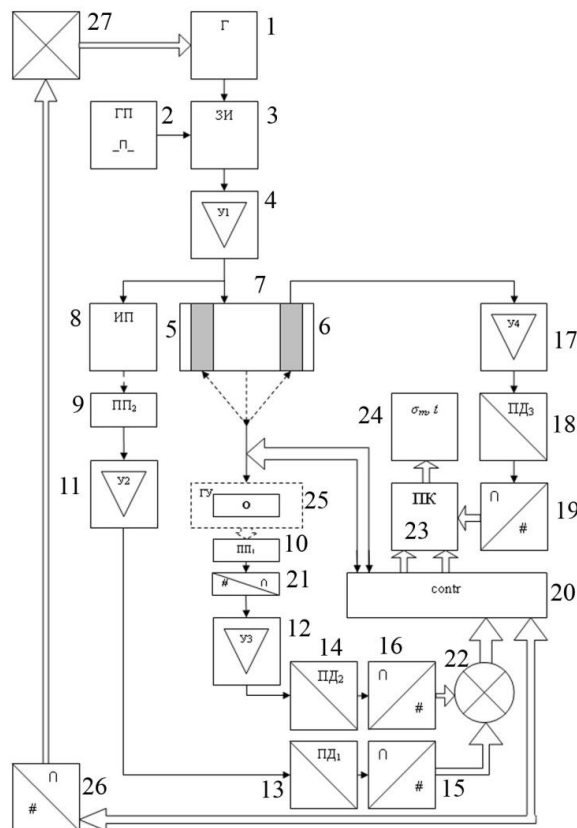 27
Г
1
ГП
2
ЗИ
3
_П_
У1
4
7
8
ИП
5
6
У4
17
9
ПП₂
24
σₘ, t
ПД₃
18
11
У2
ГУ
О
25
ПК
23
∩
#
19
ПП₁
10
# ∩
21
contr
20
У3
12
14
16
22
ПД₂
∩
#
ПД₁
∩
#
13
15
∩
#
26